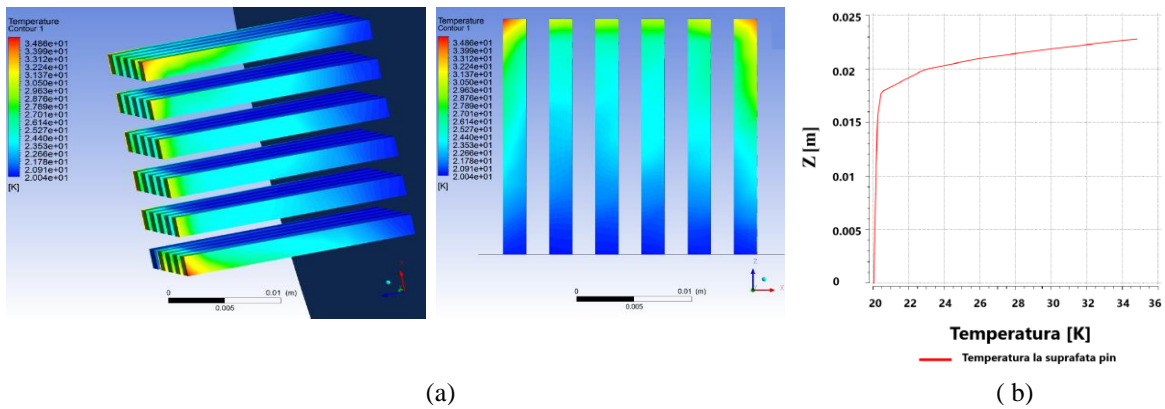 Temperature
Contour 1
3.486e+01
3.399e+01
3.312e+01
3.224e+01
3.137e+01
3.050e+01
2.963e+01
2.876e+01
2.789e+01
2.701e+01
2.614e+01
2.527e+01
2.440e+01
2.353e+01
2.266e+01
2.178e+01
2.091e+01
2.004e+01
[K]
0
0.01
(m)
0.005
Temperature
Contour 1
3.486e+01
3.399e+01
3.312e+01
3.224e+01
3.137e+01
3.050e+01
2.963e+01
2.876e+01
2.789e+01
2.701e+01
2.614e+01
2.527e+01
2.440e+01
2.353e+01
2.266e+01
2.178e+01
2.091e+01
2.004e+01
[K]
0
0.01
(m)
0.005
Z
X
(a)
0.025
0.02
0.015
0.01
0.005
0
Z [m]
20 22 24 26 28 30 32 34 36
Temperatura [K]
Temperatura la suprafata pin
( b)